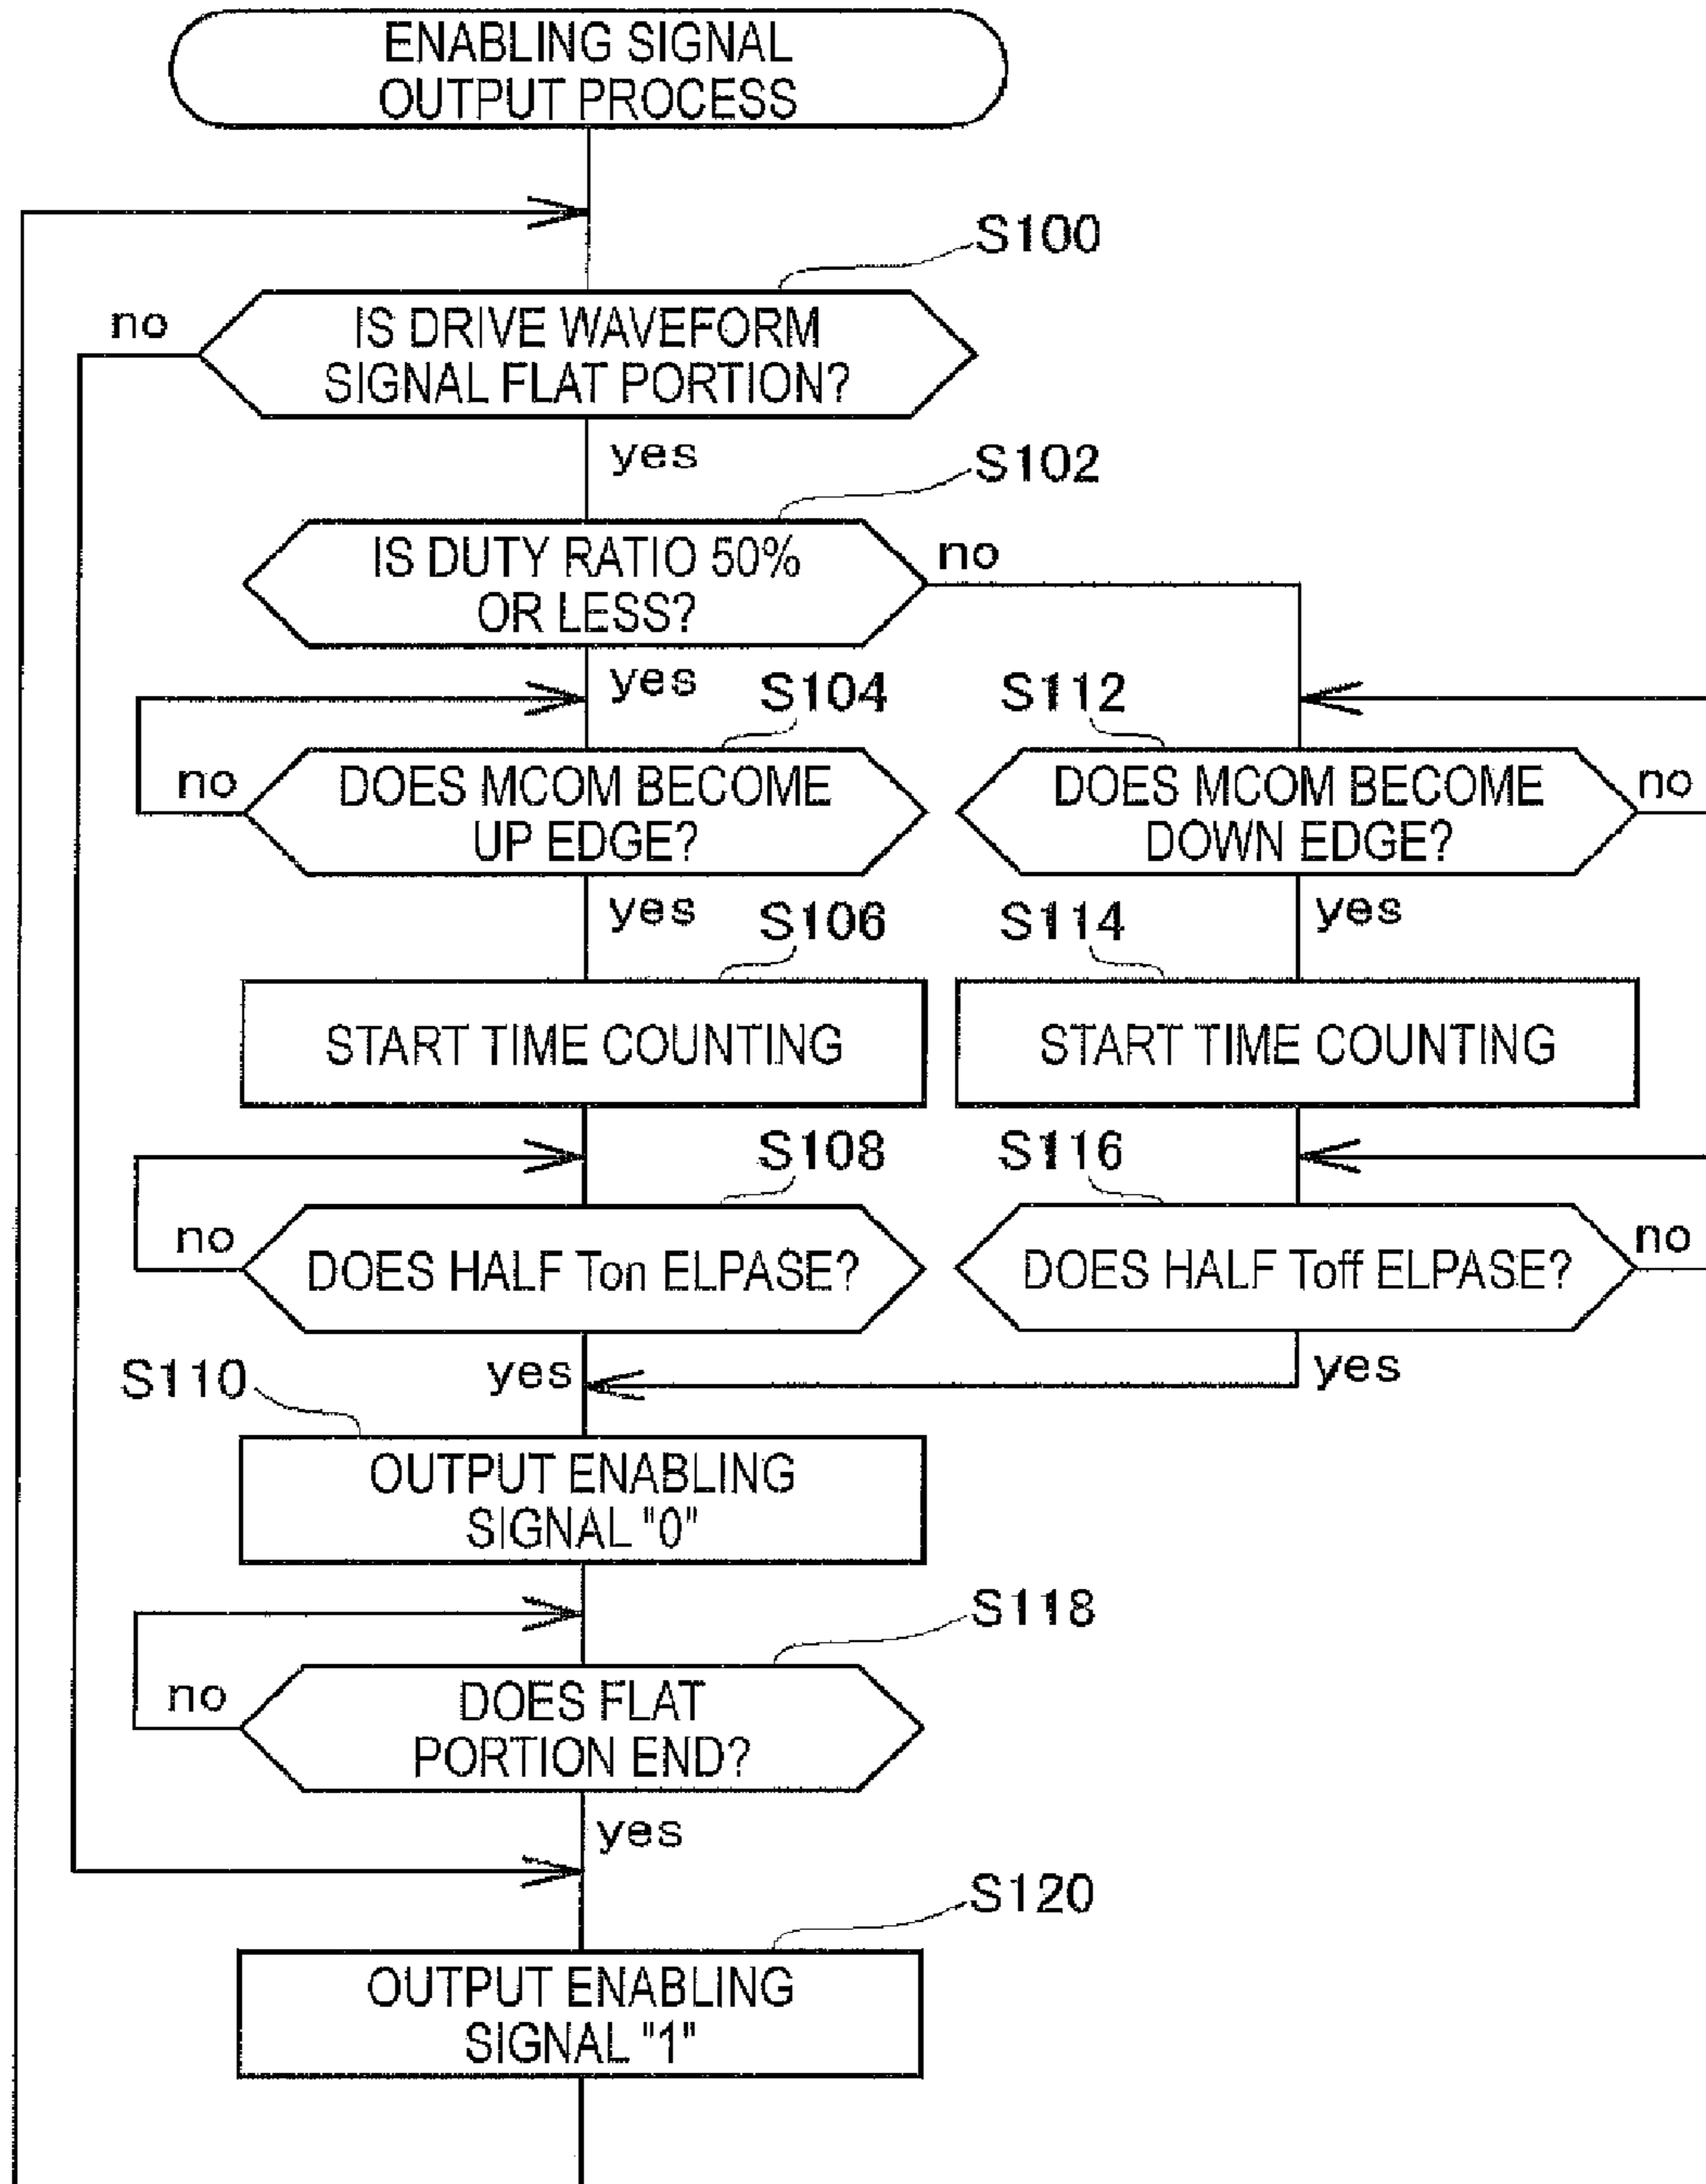 ENABLING SIGNAL
OUTPUT PROCESS
S100
no
IS DRIVE WAVEFORM
SIGNAL FLAT PORTION?
yes
S102
IS DUTY RATIO 50%
OR LESS?
no
yes
S104
S112
no
DOES MCOM BECOME
UP EDGE?
DOES MCOM BECOME
DOWN EDGE?
no
yes
S106
S114
yes
START TIME COUNTING
START TIME COUNTING
S108
S116
no
DOES HALF Ton ELPASE?
DOES HALF Toff ELPASE?
no
S110
yes
yes
OUTPUT ENABLING
SIGNAL "0"
S118
no
DOES FLAT
PORTION END?
yes
S120
OUTPUT ENABLING
SIGNAL "1"